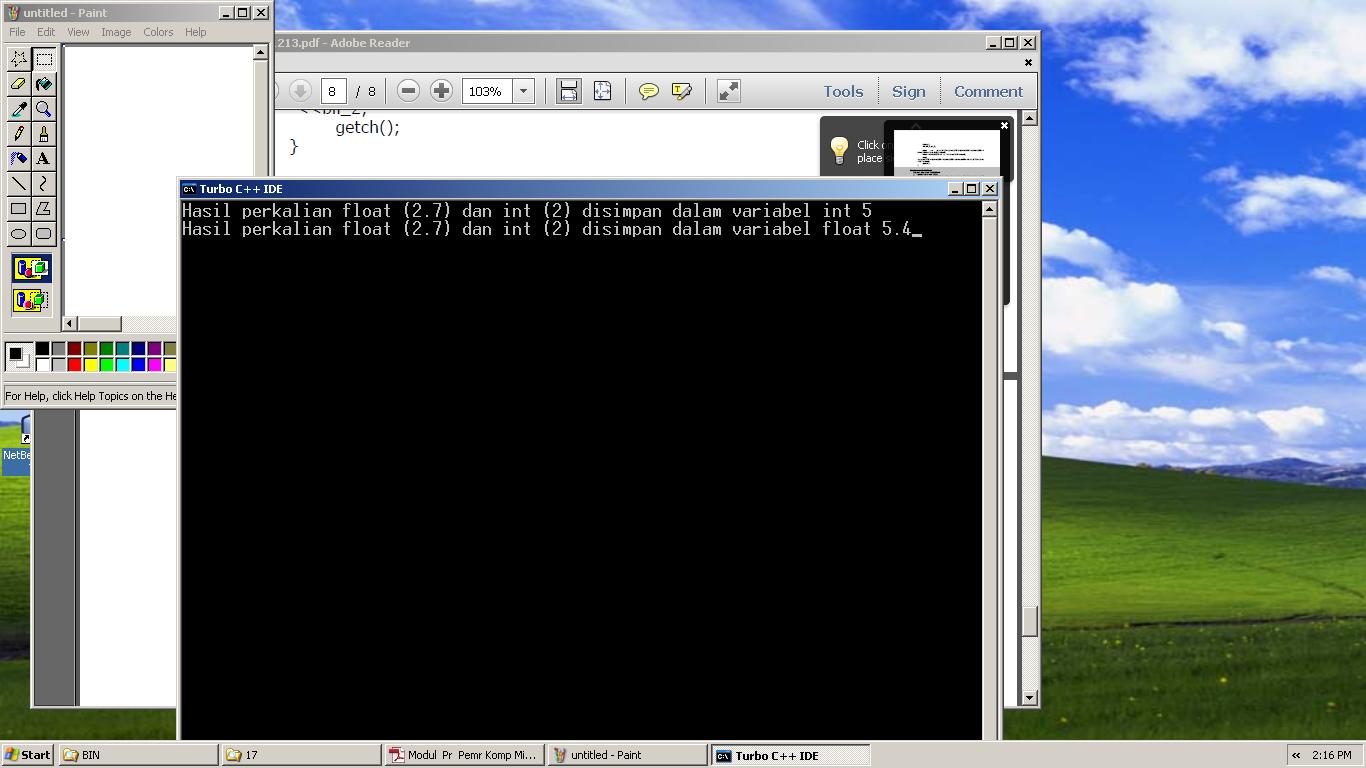 untitled - Paint
File Edit View Image Colors Help
213.pdf - Adobe Reader
8 / 8 103% Tools Sign Comment
getch();
}
Click
place
Turbo C++ IDE
Hasil perkalian float (2.7) dan int (2) disimpan dalam variabel int 5
Hasil perkalian float (2.7) dan int (2) disimpan dalam variabel float 5.4_
For Help, click Help Topics on the He
NetBe
Start BIN 17 Modul Pr Pemr Komp Mi... untitled - Paint Turbo C++ IDE « 2:16 PM